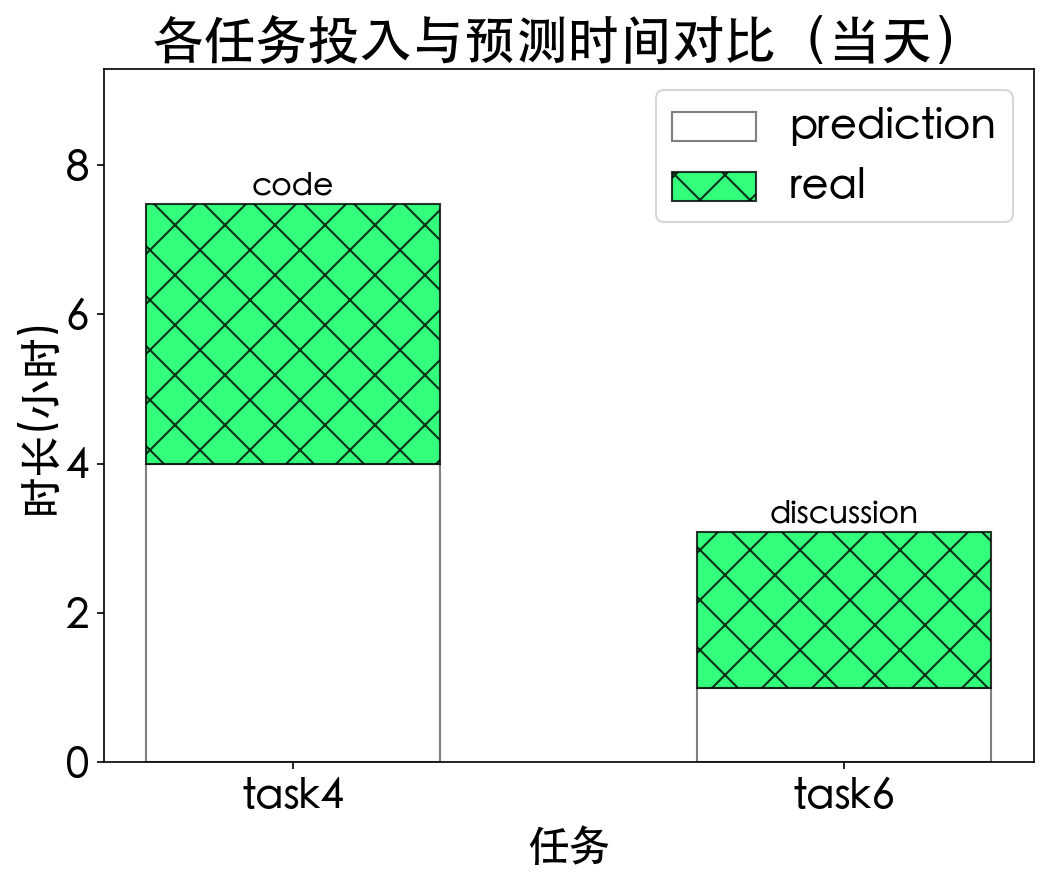 各任务投入与预测时间对比（当天）
prediction
real
code
discussion
时长(小时)
8
6
4
2
0
task4
task6
任务